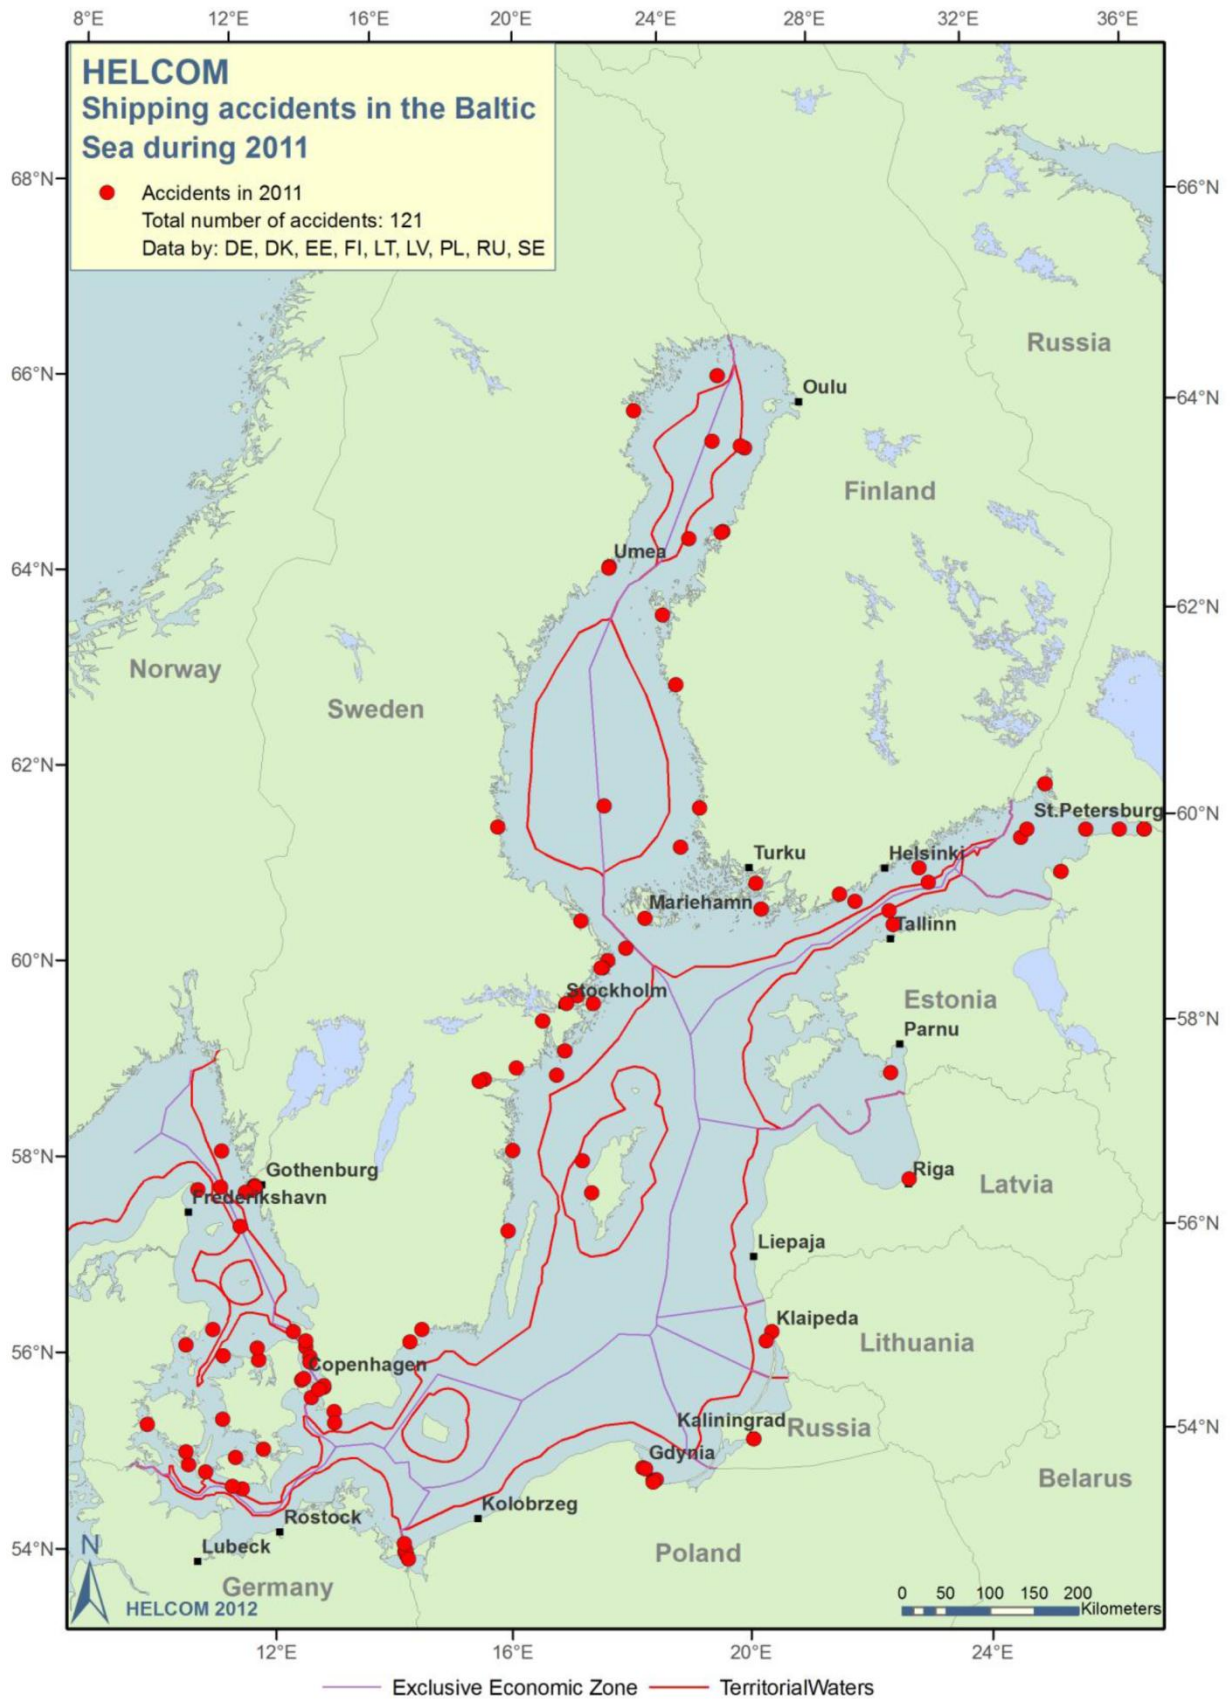 8°E 12°E 16°E 20°E 24°E 28°E 32°E 36°E
HELCOM
Shipping accidents in the Baltic
Sea during 2011
Accidents in 2011
Total number of accidents: 121
Data by: DE, DK, EE, FI, LT, LV, PL, RU, SE
68°N
66°N
Russia
66°N
Oulu
64°N
Finland
Umea
64°N
62°N
Norway
Sweden
62°N
60°N
St.Petersburg
Turku
Helsinki
Mariehamn
Tallinn
60°N
Stockholm
Estonia
58°N
Parnu
58°N
Gothenburg
Riga
Latvia
Frederikshavn
56°N
Liepaja
Klaipeda
Lithuania
56°N
Copenhagen
Kaliningrad
Russia
54°N
Gdynia
Belarus
Kolobrzeg
Rostock
54°N
N
Lubeck
Poland
Germany
0 50 100 150 200
Kilometers
HELCOM 2012
12°E 16°E 20°E 24°E
Exclusive Economic Zone TerritorialWaters